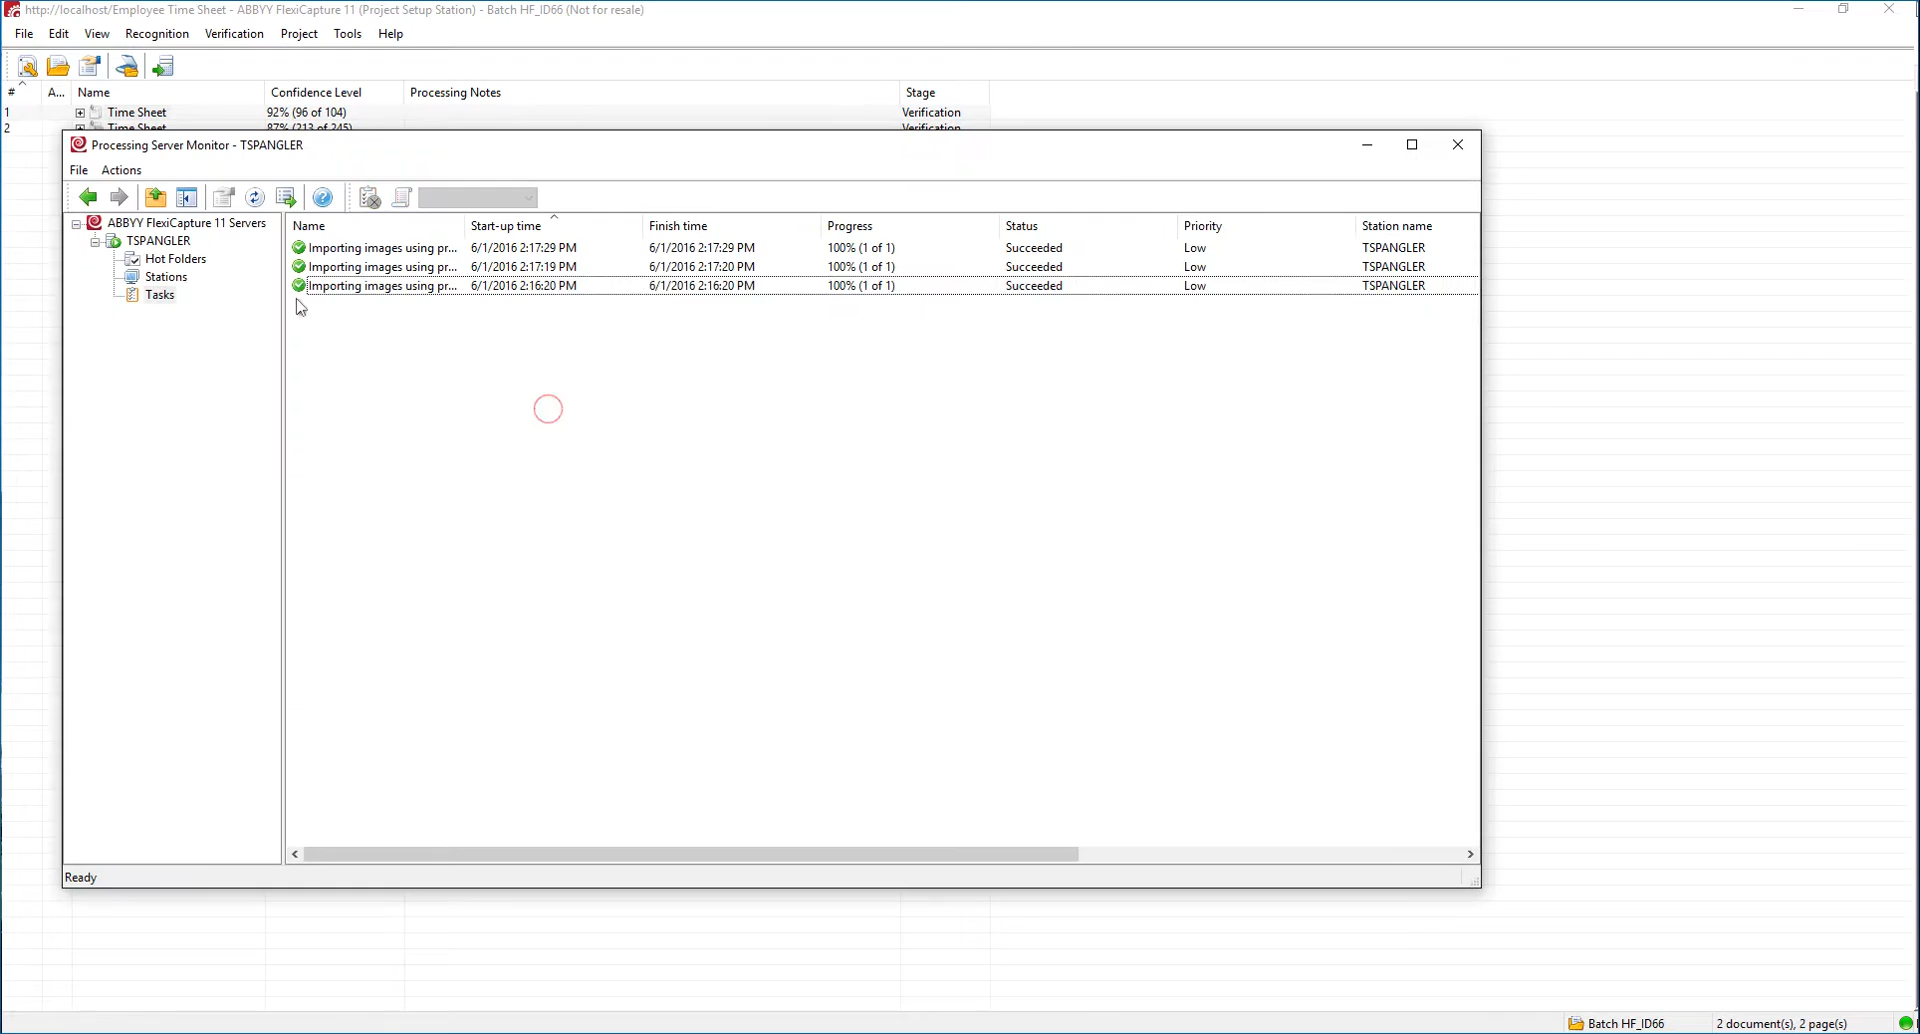 http://localhost/Employee Time Sheet - ABBYY FlexiCapture 11 (Project Setup Station) - Batch HF_ID66 (Not for resale)
File Edit View Recognition Verification Project Tools Help
# A... Name Confidence Level Processing Notes Stage
1 Time Sheet 92% (96 of 104) Verification
2 Time Sheet 87% (213 of 245) Verification
Processing Server Monitor - TSPANGLER
File Actions
ABBYY FlexiCapture 11 Servers
TSPANGLER
Hot Folders
Stations
Tasks
Name Start-up time Finish time Progress Status Priority Station name
Importing images using pr... 6/1/2016 2:17:29 PM 6/1/2016 2:17:29 PM 100% (1 of 1) Succeeded Low TSPANGLER
Importing images using pr... 6/1/2016 2:17:19 PM 6/1/2016 2:17:20 PM 100% (1 of 1) Succeeded Low TSPANGLER
Importing images using pr... 6/1/2016 2:16:20 PM 6/1/2016 2:16:20 PM 100% (1 of 1) Succeeded Low TSPANGLER
Ready
Batch HF_ID66 2 document(s), 2 page(s)